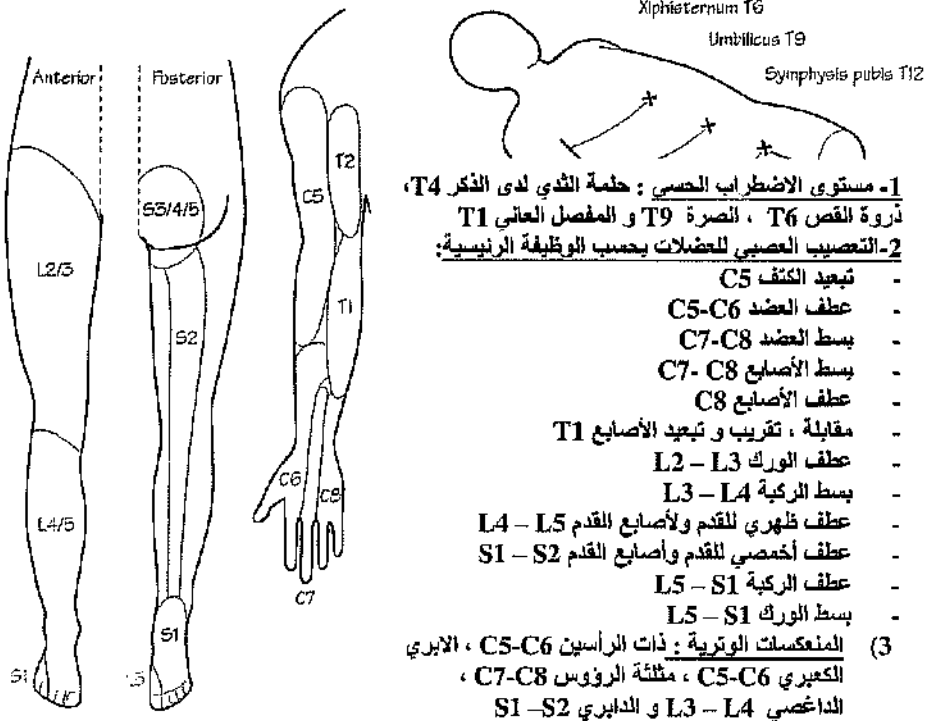 Xiphisternum T6
Umbilicus T9
Symphysis pubis T12
Anterior
Posterior
S3/4/5
L2/3
S2
L4/5
S1
S1
L5
C5
T2
T1
C6
C8
C7
1- مستوى الاضطراب الحسي : حلمة الثدي لدى الذكر T4،
ذروة القص T6 ، الصرة T9 و المفصل العاني T1
2-التعصيب العصبي للعضلات بحسب الوظيفة الرئيسية:
- تبعيد الكتف C5
- عطف العضد C5-C6
- بسط العضد C7-C8
- بسط الأصابع C7- C8
- عطف الأصابع C8
- مقابلة ، تقريب و تبعيد الأصابع T1
- عطف الورك L2 – L3
- بسط الركبة L3 – L4
- عطف ظهري للقدم ولأصابع القدم L4 – L5
- عطف أخمصي للقدم وأصابع القدم S1 – S2
- عطف الركبة L5 – S1
- بسط الورك L5 – S1
3) المنعكسات الوترية : ذات الرأسين C5-C6 ، الابري
الكعبري C5-C6 ، مثلثة الرؤوس C7-C8 ،
الداغصي L3 – L4 و الدابري S1 –S2